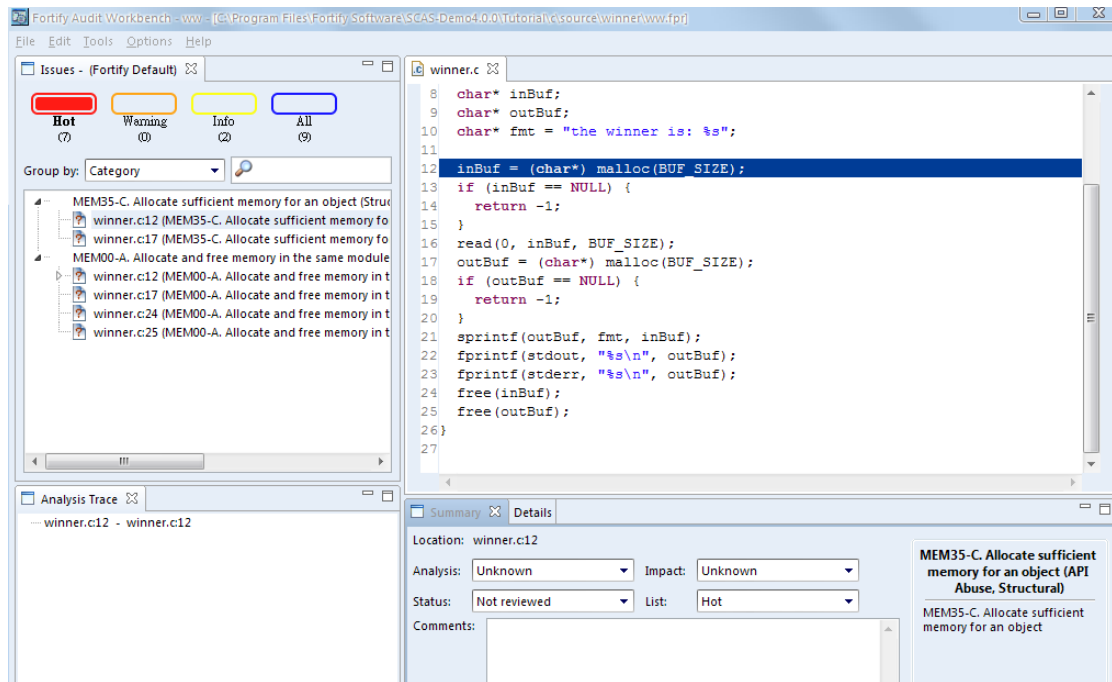 Fortify Audit Workbench - ww - [C:\Program Files\Fortify Software\SCAS-Demo4.0.0\Tutorial\c\source\winner\ww.fpr]
File Edit Tools Options Help
Issues - (Fortify Default)
Hot Warning Info All
(7) (0) (2) (9)
Group by: Category
MEM35-C. Allocate sufficient memory for an object (Struc
winner.c:12 (MEM35-C. Allocate sufficient memory fo
winner.c:17 (MEM35-C. Allocate sufficient memory fo
MEM00-A. Allocate and free memory in the same module
winner.c:12 (MEM00-A. Allocate and free memory in t
winner.c:17 (MEM00-A. Allocate and free memory in t
winner.c:24 (MEM00-A. Allocate and free memory in t
winner.c:25 (MEM00-A. Allocate and free memory in t
Analysis Trace
winner.c:12 - winner.c:12
.c winner.c
8 char* inBuf;
9 char* outBuf;
10 char* fmt = "the winner is: %s";
11
12 inBuf = (char*) malloc(BUF_SIZE);
13 if (inBuf == NULL) {
14 return -1;
15 }
16 read(0, inBuf, BUF_SIZE);
17 outBuf = (char*) malloc(BUF_SIZE);
18 if (outBuf == NULL) {
19 return -1;
20 }
21 sprintf(outBuf, fmt, inBuf);
22 fprintf(stdout, "%s\n", outBuf);
23 fprintf(stderr, "%s\n", outBuf);
24 free(inBuf);
25 free(outBuf);
26 }
27
Summary Details
Location: winner.c:12
Analysis: Unknown Impact: Unknown
Status: Not reviewed List: Hot
Comments:
MEM35-C. Allocate sufficient
memory for an object (API
Abuse, Structural)
MEM35-C. Allocate sufficient
memory for an object